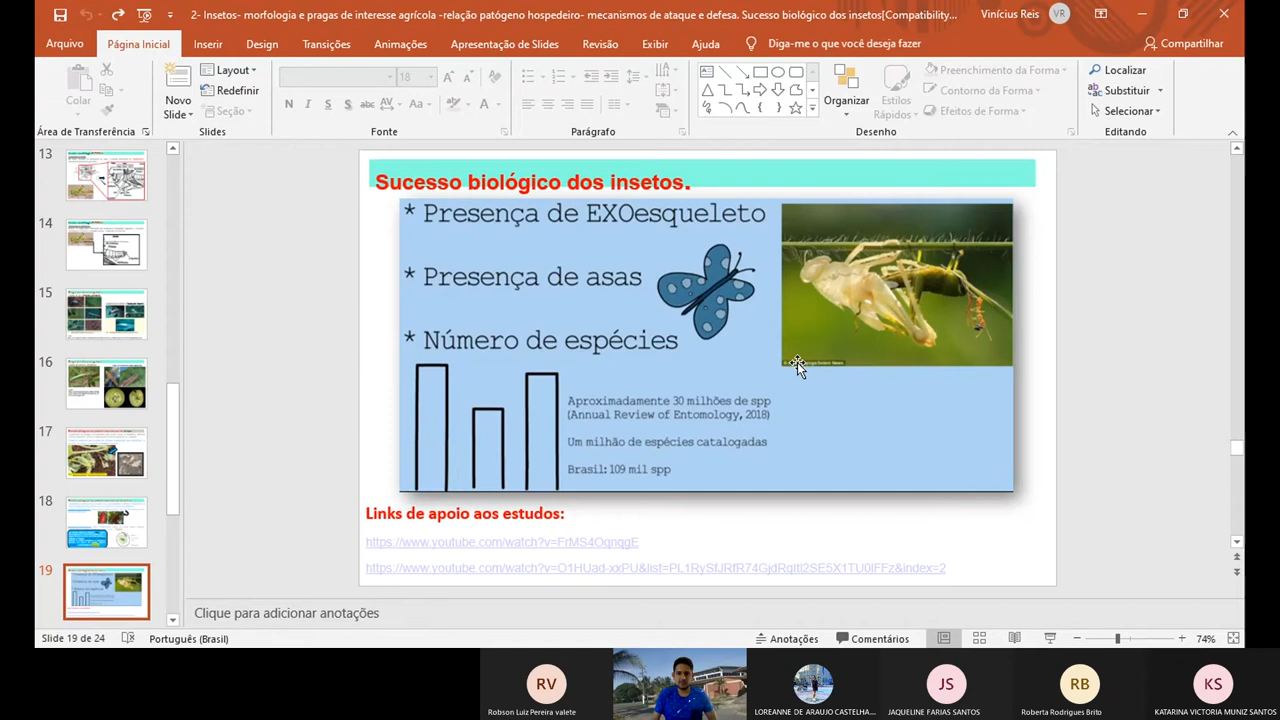 2- Insetos- morfologia e pragas de interesse agrícola -relação patógeno hospedeiro- mecanismos de ataque e defesa. Sucesso biológico dos insetos[Compatibility...
Vinícius Reis
VR
Arquivo
Página Inicial
Inserir
Design
Transições
Animações
Apresentação de Slides
Revisão
Exibir
Ajuda
Diga-me o que você deseja fazer
Compartilhar
Colar
Novo
Slide
Layout
Redefinir
Seção
18
N I S S abc AV Aa A
Organizar
Estilos
Rápidos
Preenchimento da Forma
Contorno da Forma
Efeitos de Forma
Localizar
Substituir
Selecionar
Área de Transferência
Slides
Fonte
Parágrafo
Desenho
Editando
13
14
15
16
17
18
19
Sucesso biológico dos insetos.
* Presença de EXOesqueleto
* Presença de asas
* Número de espécies
Aproximadamente 30 milhões de spp
(Annual Review of Entomology, 2018)
Um milhão de espécies catalogadas
Brasil: 109 mil spp
Links de apoio aos estudos:
https://www.youtube.com/watch?v=FrMS4OqnqgE
Clique para adicionar anotações
Slide 19 de 24
Português (Brasil)
Anotações
Comentários
74%
RV
Robson Luiz Pereira valete
LOREANNE DE ARAUJO CASTELHA...
JS
JAQUELINE FARIAS SANTOS
RB
Roberta Rodrigues Brito
KS
KATARINA VICTORIA MUNIZ SANTOS